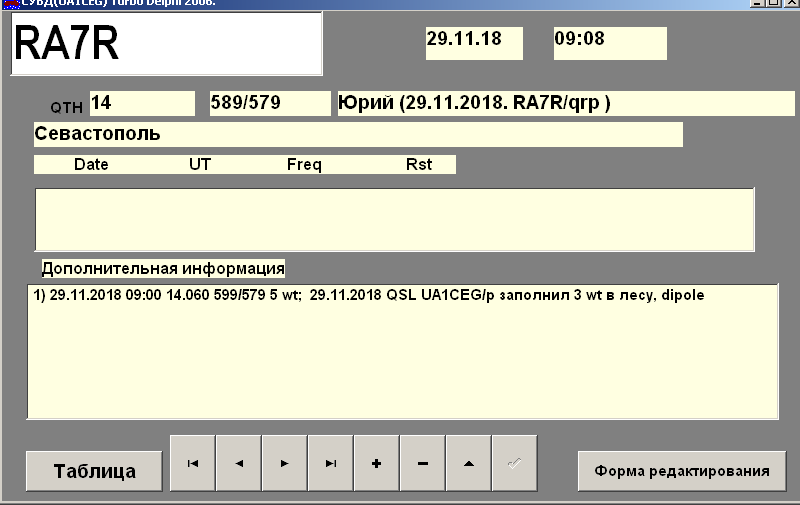 СУБД(UA1CEG) Turbo Delphi 2006.
RA7R
29.11.18 09:08
QTH 14 589/579 Юрий (29.11.2018. RA7R/qrp )
Севастополь
Date UT Freq Rst
Дополнительная информация
1) 29.11.2018 09:00 14.060 599/579 5 wt; 29.11.2018 QSL UA1CEG/p заполнил 3 wt в лесу, dipole
Таблица
Форма редактирования